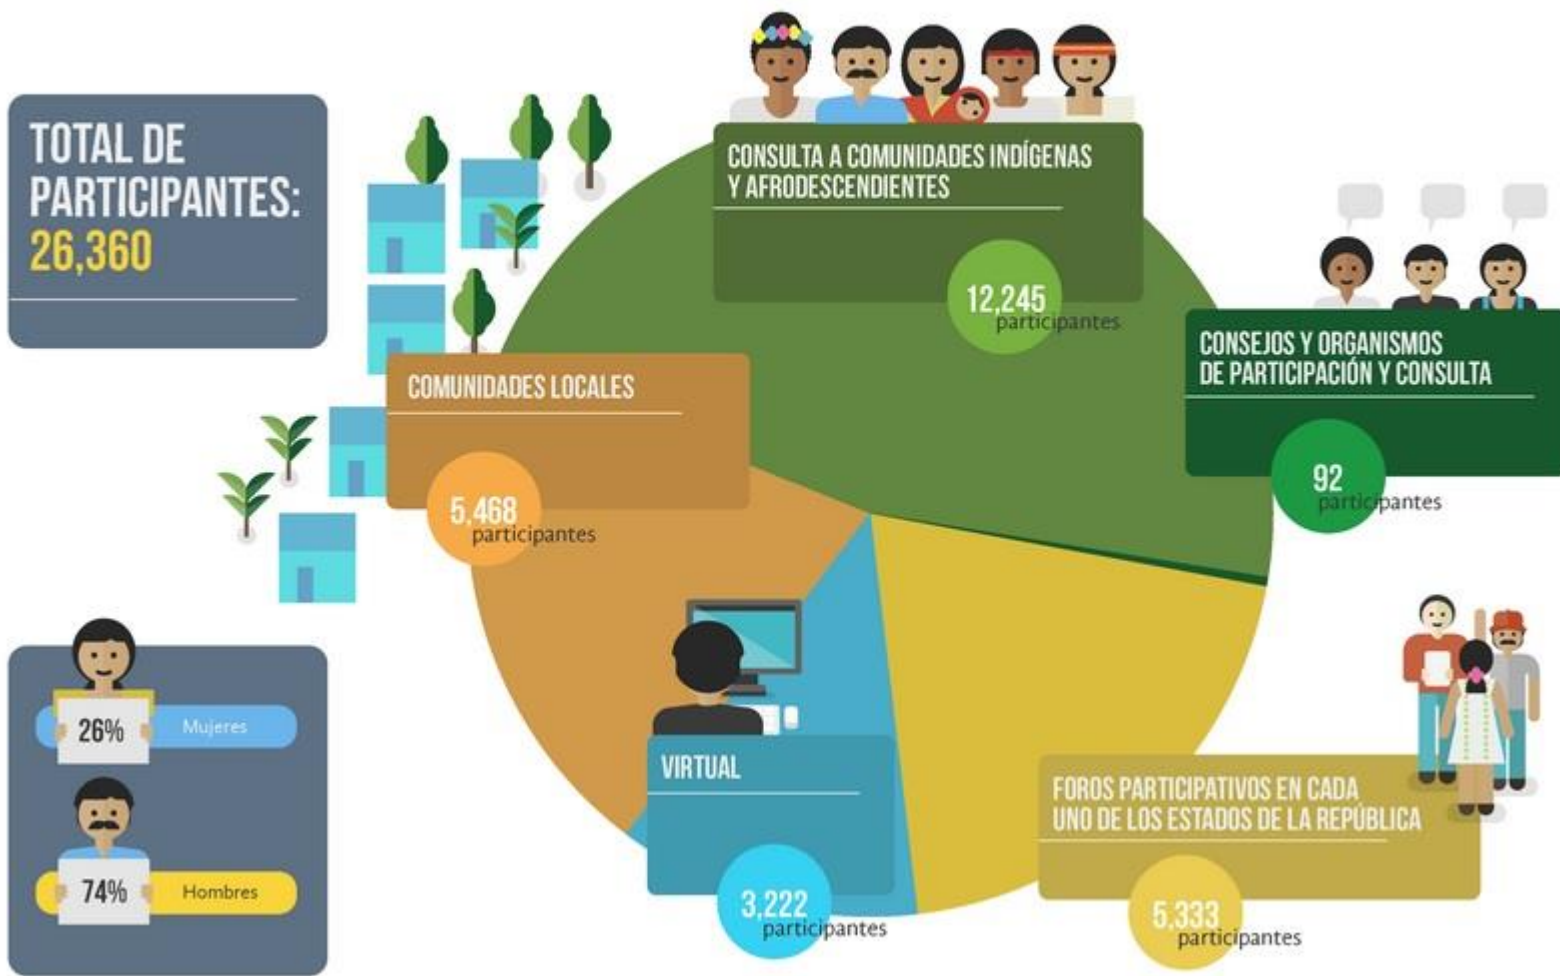 TOTAL DE
PARTICIPANTES:
26,360
CONSULTA A COMUNIDADES INDÍGENAS
Y AFRODESCENDIENTES
12,245
participantes
CONSEJOS Y ORGANISMOS
DE PARTICIPACIÓN Y CONSULTA
92
participantes
COMUNIDADES LOCALES
5,468
participantes
26%
Mujeres
74%
Hombres
VIRTUAL
3,222
participantes
FOROS PARTICIPATIVOS EN CADA
UNO DE LOS ESTADOS DE LA REPÚBLICA
5,333
participantes